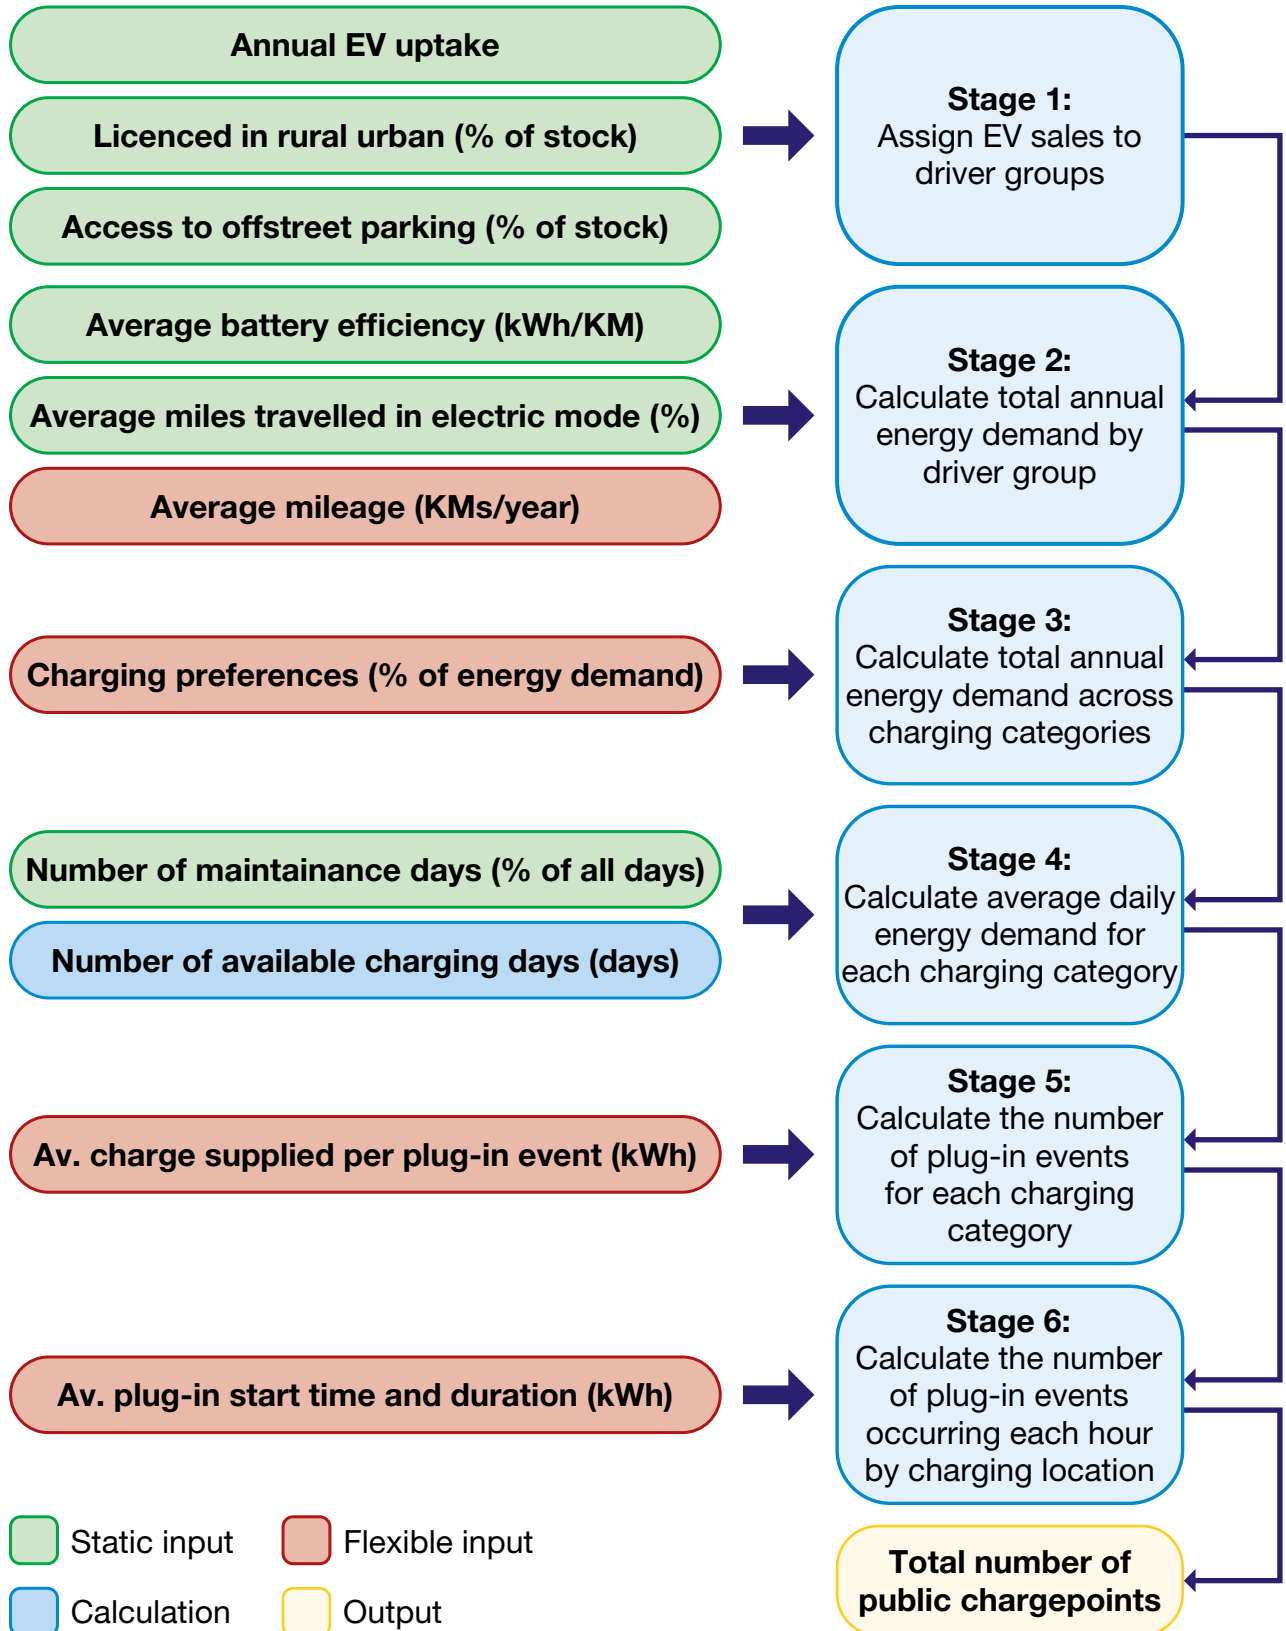 Annual EV uptake
Licenced in rural urban (% of stock)
Access to offstreet parking (% of stock)
Stage 1:
Assign EV sales to
driver groups
Average battery efficiency (kWh/KM)
Average miles travelled in electric mode (%)
Average mileage (KMs/year)
Stage 2:
Calculate total annual
energy demand by
driver group
Charging preferences (% of energy demand)
Stage 3:
Calculate total annual
energy demand across
charging categories
Number of maintainance days (% of all days)
Number of available charging days (days)
Stage 4:
Calculate average daily
energy demand for
each charging category
Av. charge supplied per plug-in event (kWh)
Stage 5:
Calculate the number
of plug-in events
for each charging
category
Av. plug-in start time and duration (kWh)
Stage 6:
Calculate the number
of plug-in events
occurring each hour
by charging location
Total number of
public chargepoints
Static input
Flexible input
Calculation
Output